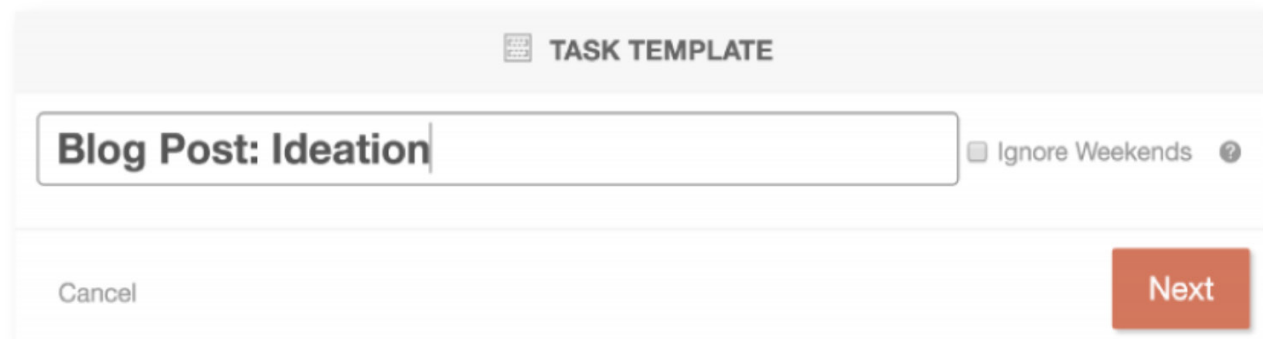 TASK TEMPLATE
Blog Post: Ideation
Ignore Weekends ?
Cancel
Next